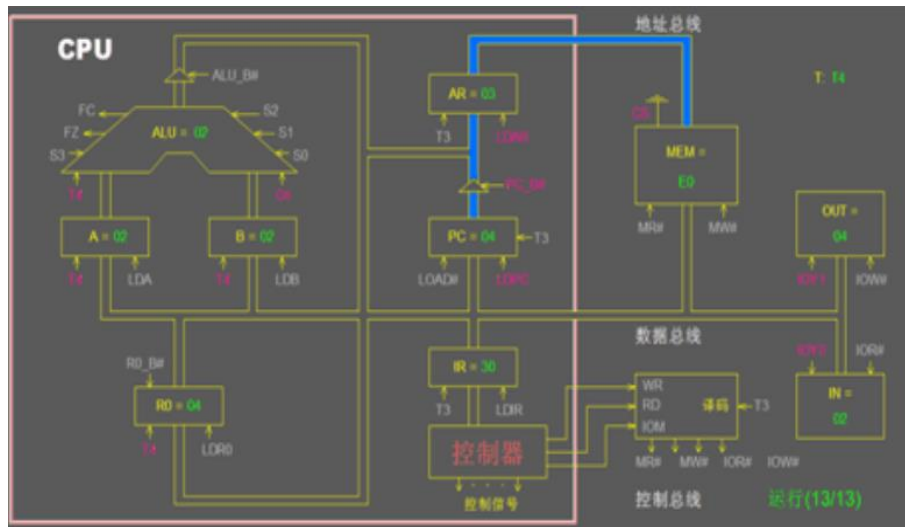 地址总线
CPU
T: T4
ALU_B#
FC
S2
AR = 03
FZ
ALU = 02
S1
T3
S3
S0
MEM =
E0
PC_B#
T4
A = 02
B = 02
PC = 04
T3
MR#
MW#
OUT =
04
T4
LDA
T4
LDB
LOAD#
LDPC
IOY1
IOW#
数据总线
R0_B#
IR = 30
IOY0
IOR#
R0 = 04
T3
LDIR
WR
RD
IOM
译码
T3
IN =
02
T4
LDR0
控制器
MR#
MW#
IOR#
IOW#
控制信号
控制总线
运行(13/13)